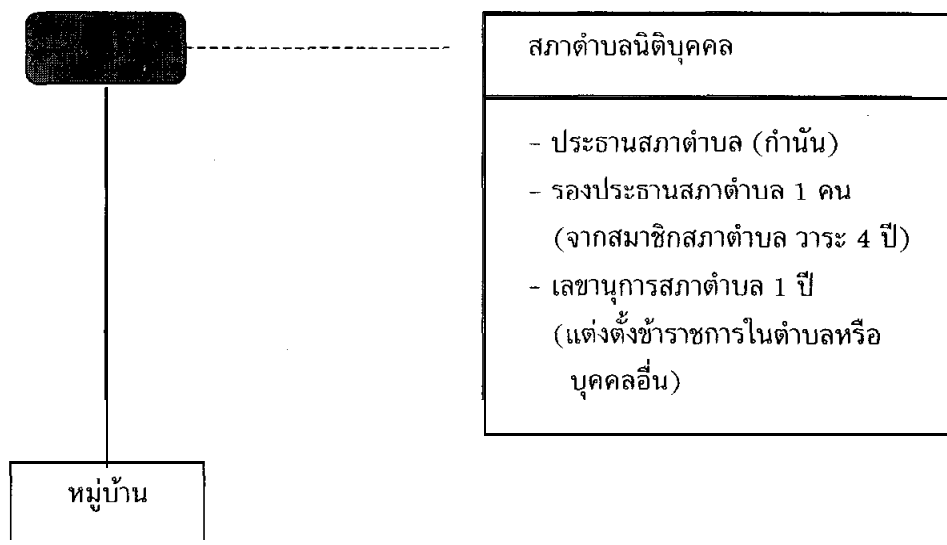 สภาตำบลนิติบุคคล
- ประธานสภาตำบล (กำนัน)
- รองประธานสภาตำบล 1 คน
(จากสมาชิกสภาตำบล วาระ 4 ปี)
- เลขานุการสภาตำบล 1 ปี
(แต่งตั้งข้าราชการในตำบลหรือ
บุคคลอื่น)
หมู่บ้าน